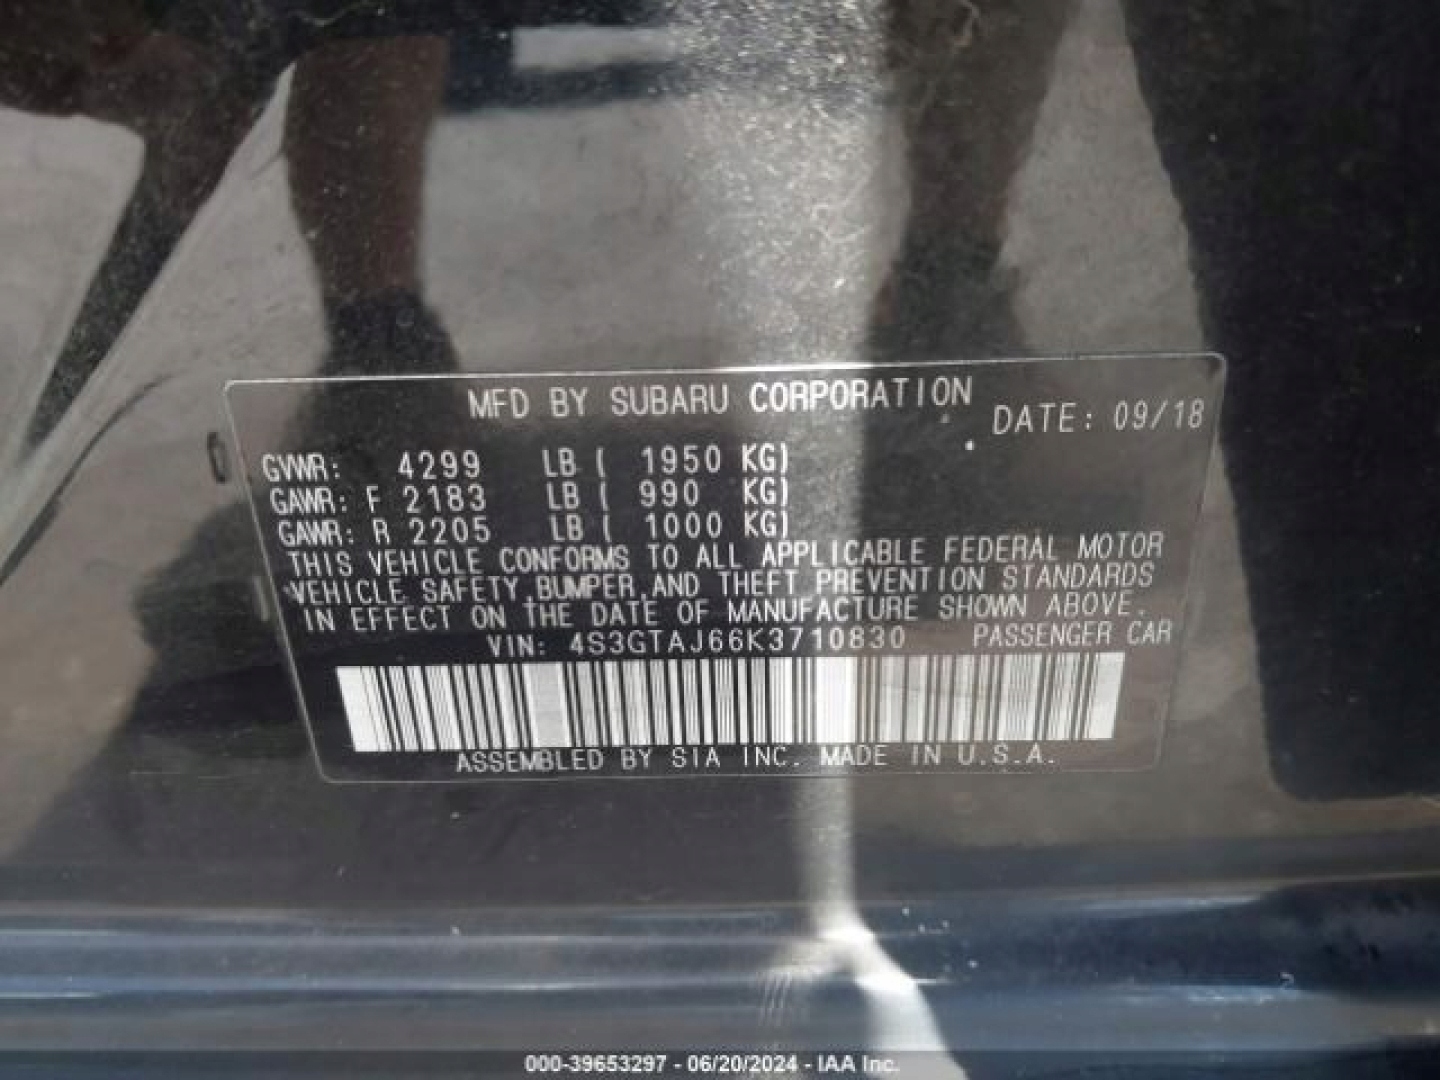 MFD BY SUBARU CORPORATION DATE: 09/18
GVWR: 4299 LB ( 1950 KG)
GAWR: F 2183 LB ( 990 KG)
GAWR: R 2205 LB ( 1000 KG)
THIS VEHICLE CONFORMS TO ALL APPLICABLE FEDERAL MOTOR
VEHICLE SAFETY,BUMPER,AND THEFT PREVENTION STANDARDS
IN EFFECT ON THE DATE OF MANUFACTURE SHOWN ABOVE.
VIN: 4S3GTAJ66K3710830 PASSENGER CAR
ASSEMBLED BY SIA INC. MADE IN U.S.A.
000-39653297 - 06/20/2024 - IAA Inc.